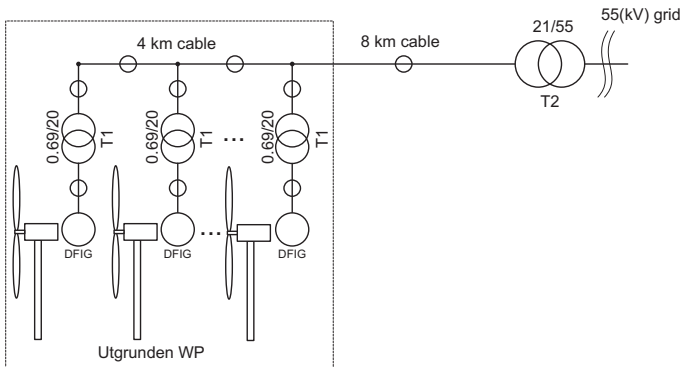 55(kV) grid
21/55
4 km cable
8 km cable
T2
0.69/20
T1
0.69/20
T1
...
0.69/20
T1
...
DFIG
DFIG
DFIG
Utgrunden WP